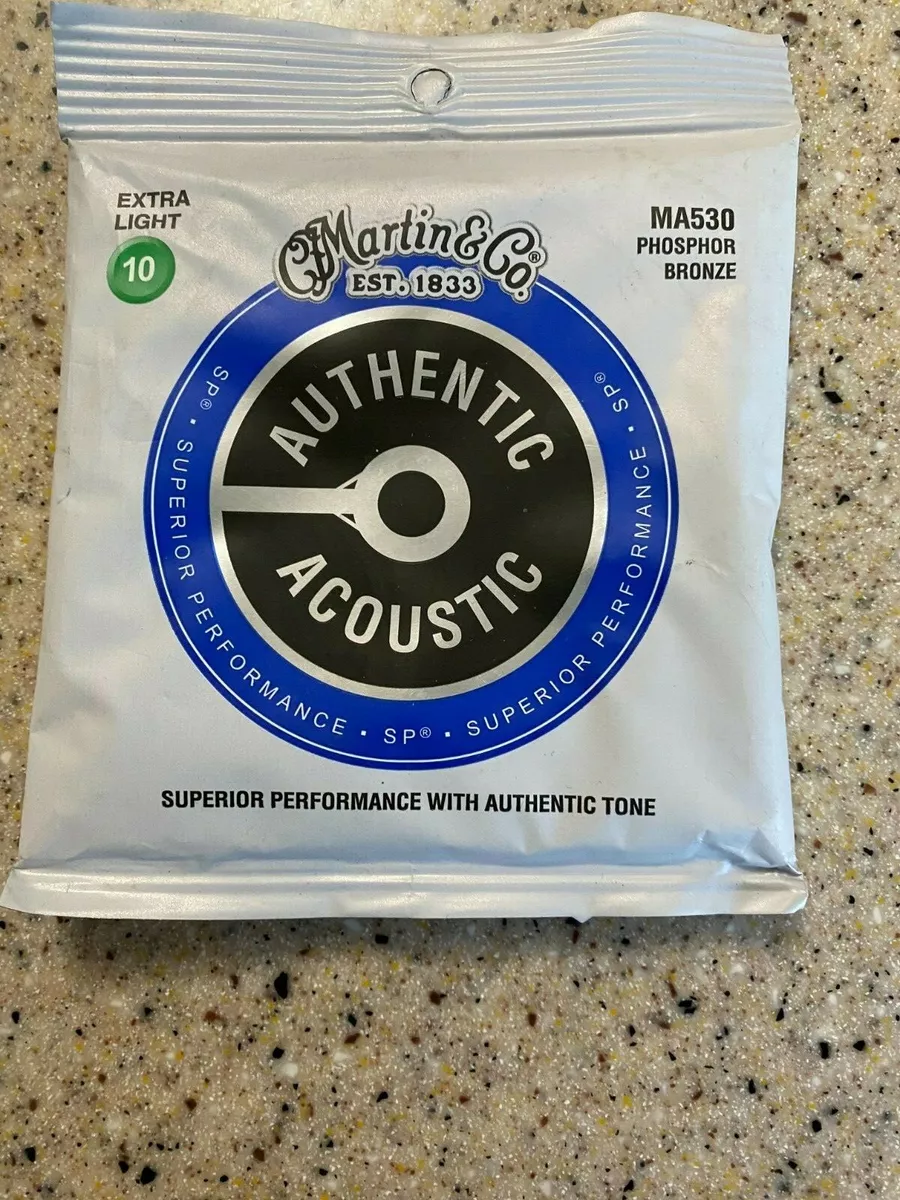 EXTRA
LIGHT
10
MA530
PHOSPHOR
BRONZE
CFMartin & Co.®
EST. 1833
AUTHENTIC
ACOUSTIC
SP® · SUPERIOR PERFORMANCE · SP® · SUPERIOR PERFORMANCE · SP®
SUPERIOR PERFORMANCE WITH AUTHENTIC TONE